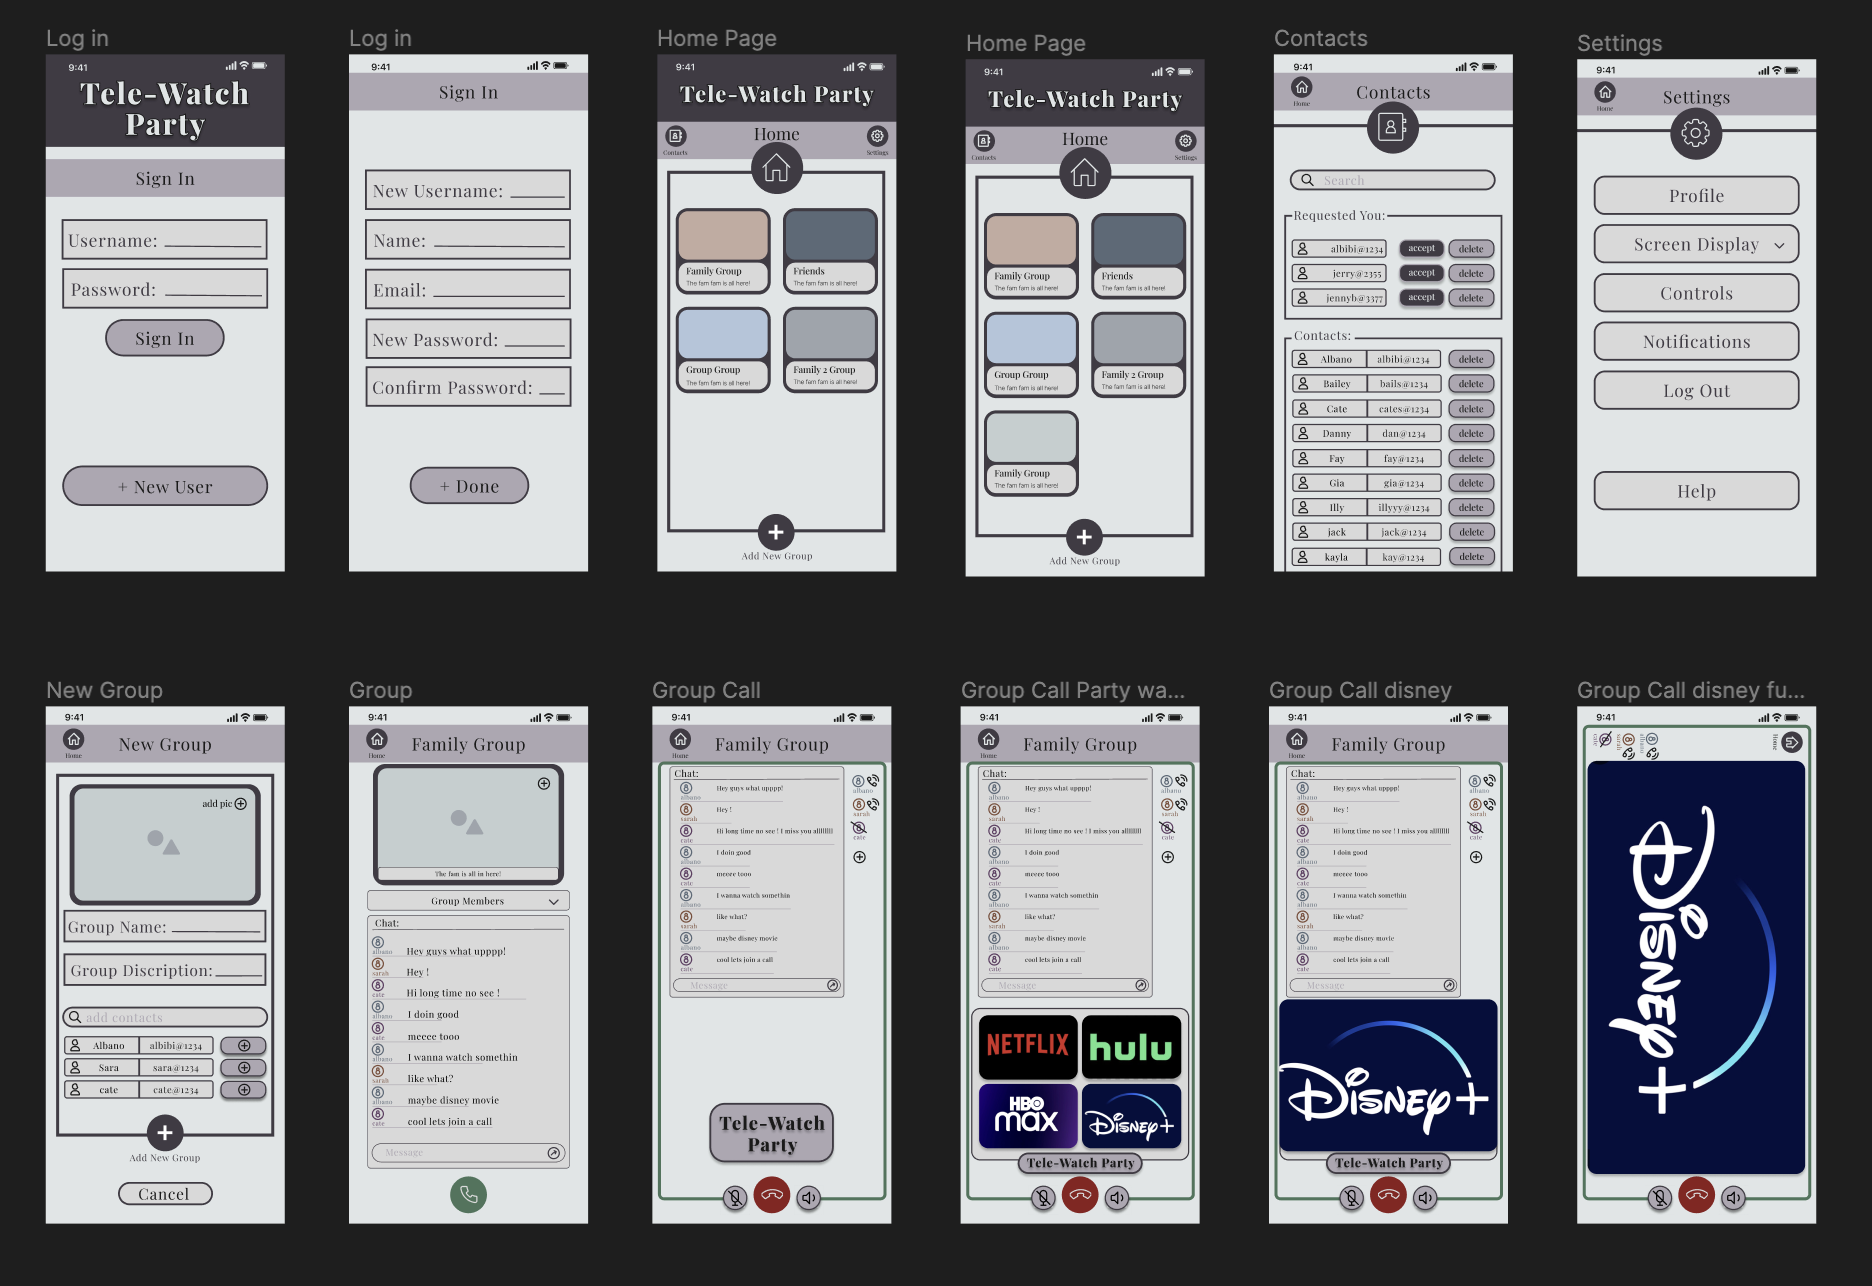 Log in
9:41
Tele-Watch
Party
Sign In
Username:
Password:
Sign In
+ New User
Log in
9:41
Sign In
New Username:
Name:
Email:
New Password:
Confirm Password:
+ Done
Home Page
9:41
Tele-Watch Party
Contacts
Home
Settings
Family Group
The fam fam is all here!
Friends
The fam fam is all here!
Group Group
The fam fam is all here!
Family 2 Group
The fam fam is all here!
Add New Group
Home Page
9:41
Tele-Watch Party
Contacts
Home
Settings
Family Group
The fam fam is all here!
Friends
The fam fam is all here!
Group Group
The fam fam is all here!
Family 2 Group
The fam fam is all here!
Family Group
The fam fam is all here!
Add New Group
Contacts
9:41
Home
Contacts
Search
Requested You:
albibi@1234 accept delete
jerry@2355 accept delete
jennyb@3377 accept delete
Contacts:
Albano albibi@1234 delete
Bailey bails@1234 delete
Cate cates@1234 delete
Danny dan@1234 delete
Fay fay@1234 delete
Gia gia@1234 delete
Illy illyyy@1234 delete
jack jack@1234 delete
kayla kay@1234 delete
Settings
9:41
Home
Settings
Profile
Screen Display
Controls
Notifications
Log Out
Help
New Group
9:41
Home
New Group
add pic
Group Name:
Group Discription:
add contacts
Albano albibi@1234
Sara sara@1234
cate cate@1234
Add New Group
Cancel
Group
9:41
Home
Family Group
The fam is all in here!
Group Members
Chat:
albano Hey guys what upppp!
sarah Hey !
cate Hi long time no see !
albano I doin good
cate meeee tooo
albano I wanna watch somethin
sarah like what?
albano maybe disney movie
cate cool lets join a call
Message
Group Call
9:41
Home
Family Group
Chat:
albano Hey guys what upppp!
sarah Hey !
cate Hi long time no see ! I miss you allllllll
albano I doin good
cate meeee tooo
albano I wanna watch somethin
sarah like what?
albano maybe disney movie
cate cool lets join a call
Message
albano
sarah
cate
Tele-Watch
Party
Group Call Party wa...
9:41
Home
Family Group
Chat:
albano Hey guys what upppp!
sarah Hey !
cate Hi long time no see ! I miss you allllllll
albano I doin good
cate meeee tooo
albano I wanna watch somethin
sarah like what?
albano maybe disney movie
cate cool lets join a call
Message
albano
sarah
cate
NETFLIX
hulu
HBO
max
Disney+
Tele-Watch Party
Group Call disney
9:41
Home
Family Group
Chat:
albano Hey guys what upppp!
sarah Hey !
cate Hi long time no see ! I miss you allllllll
albano I doin good
cate meeee tooo
albano I wanna watch somethin
sarah like what?
albano maybe disney movie
cate cool lets join a call
Message
albano
sarah
cate
Disney+
Tele-Watch Party
Group Call disney fu...
9:41
cate
sarah
albano
Home
Disney+